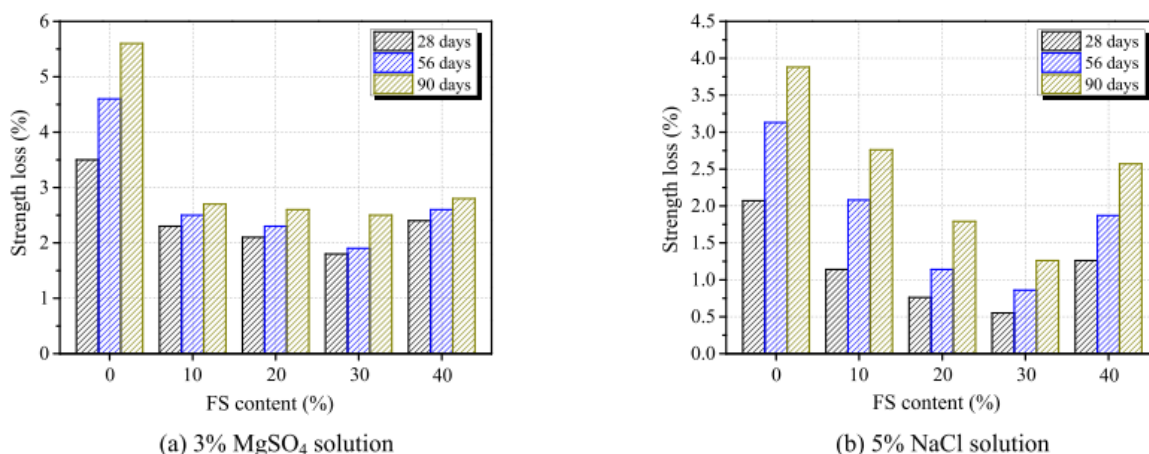 6
5
4
3
2
1
0
Strength loss (%)
28 days
56 days
90 days
0 10 20 30 40
FS content (%)
(a) 3% MgSO₄ solution
4.5
4.0
3.5
3.0
2.5
2.0
1.5
1.0
0.5
0.0
Strength loss (%)
28 days
56 days
90 days
0 10 20 30 40
FS content (%)
(b) 5% NaCl solution